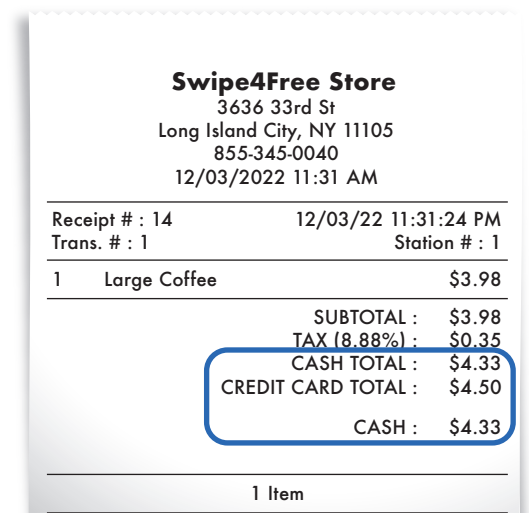 Swipe4Free Store
3636 33rd St
Long Island City, NY 11105
855-345-0040
12/03/2022 11:31 AM
Receipt # : 14 12/03/22 11:31:24 PM
Trans. # : 1 Station # : 1
1 Large Coffee $3.98
SUBTOTAL : $3.98
TAX (8.88%) : $0.35
CASH TOTAL : $4.33
CREDIT CARD TOTAL : $4.50
CASH : $4.33
1 Item